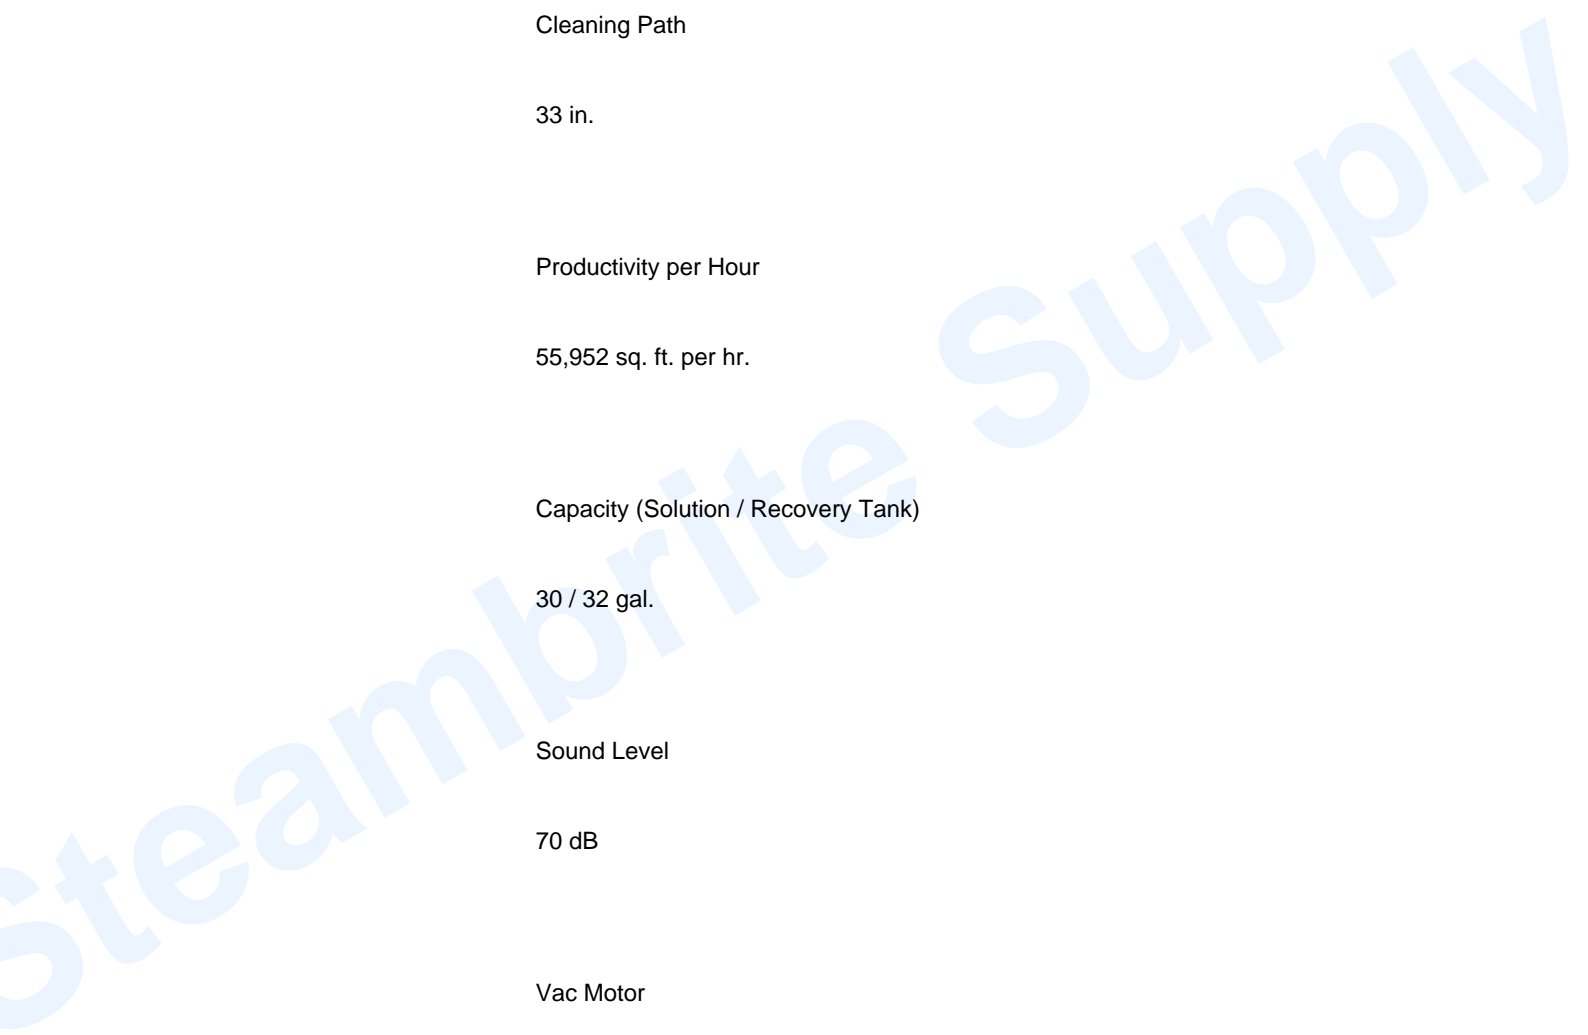 Cleaning Path
33 in.
Productivity per Hour
55,952 sq. ft. per hr.
Capacity (Solution / Recovery Tank)
30 / 32 gal.
Sound Level
70 dB
Vac Motor
Steambrite Supply